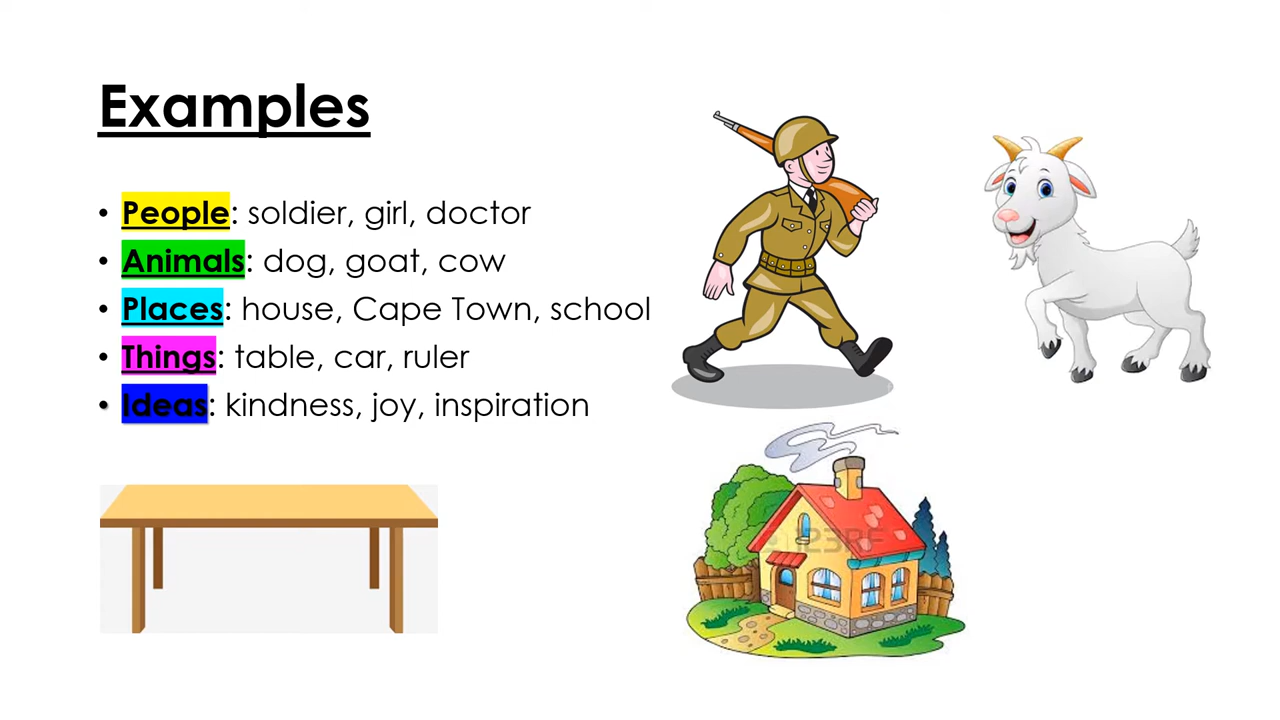 Examples
• People: soldier, girl, doctor
• Animals: dog, goat, cow
• Places: house, Cape Town, school
• Things: table, car, ruler
• Ideas: kindness, joy, inspiration
123RF